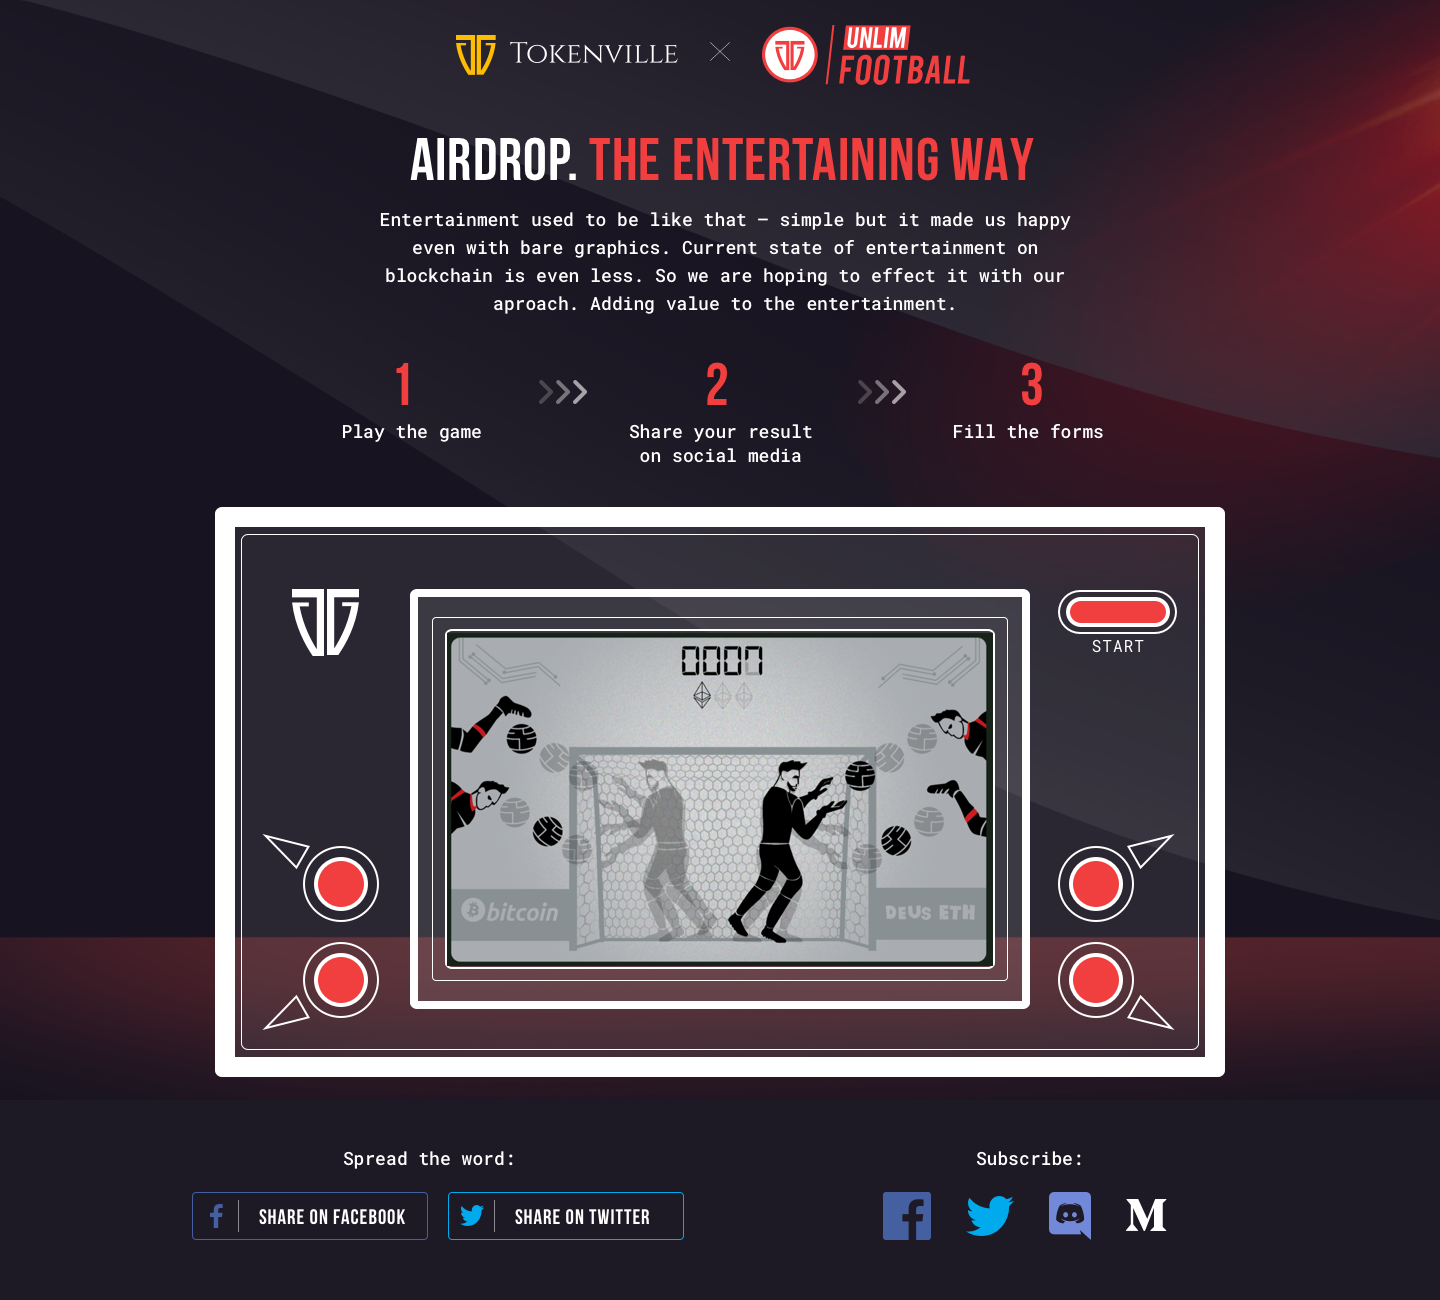 TOKENVILLE
UNLIM
FOOTBALL
AIRDROP. THE ENTERTAINING WAY
Entertainment used to be like that – simple but it made us happy
even with bare graphics. Current state of entertainment on
blockchain is even less. So we are hoping to effect it with our
aproach. Adding value to the entertainment.
1
2
3
Play the game
Share your result
on social media
Fill the forms
START
0007
bitcoin
DEUS ETH
Spread the word:
Subscribe:
SHARE ON FACEBOOK
SHARE ON TWITTER